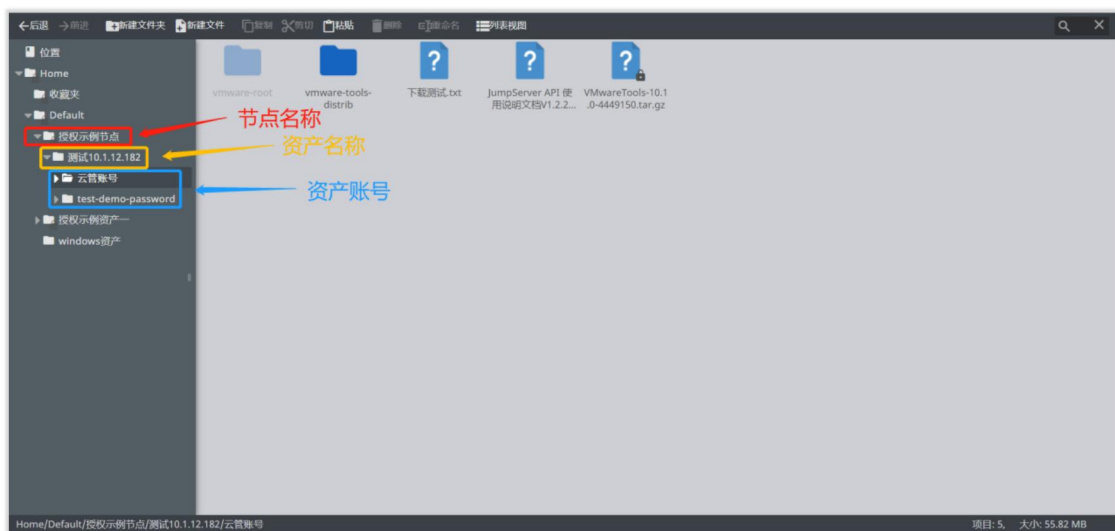 后退 前进 新建文件夹 新建文件 复制 剪切 粘贴 删除 重命名 列表视图
位置
Home
收藏夹
Default
授权示例节点
测试10.1.12.182
云管账号
test-demo-password
授权示例资产一
windows资产
vmware-root
vmware-tools-
distrib
下载测试.txt
JumpServer API 使
用说明文档V1.2.2...
VMwareTools-10.1
.0-4449150.tar.gz
节点名称
资产名称
资产账号
Home/Default/授权示例节点/测试10.1.12.182/云管账号
项目: 5, 大小: 55.82 MB